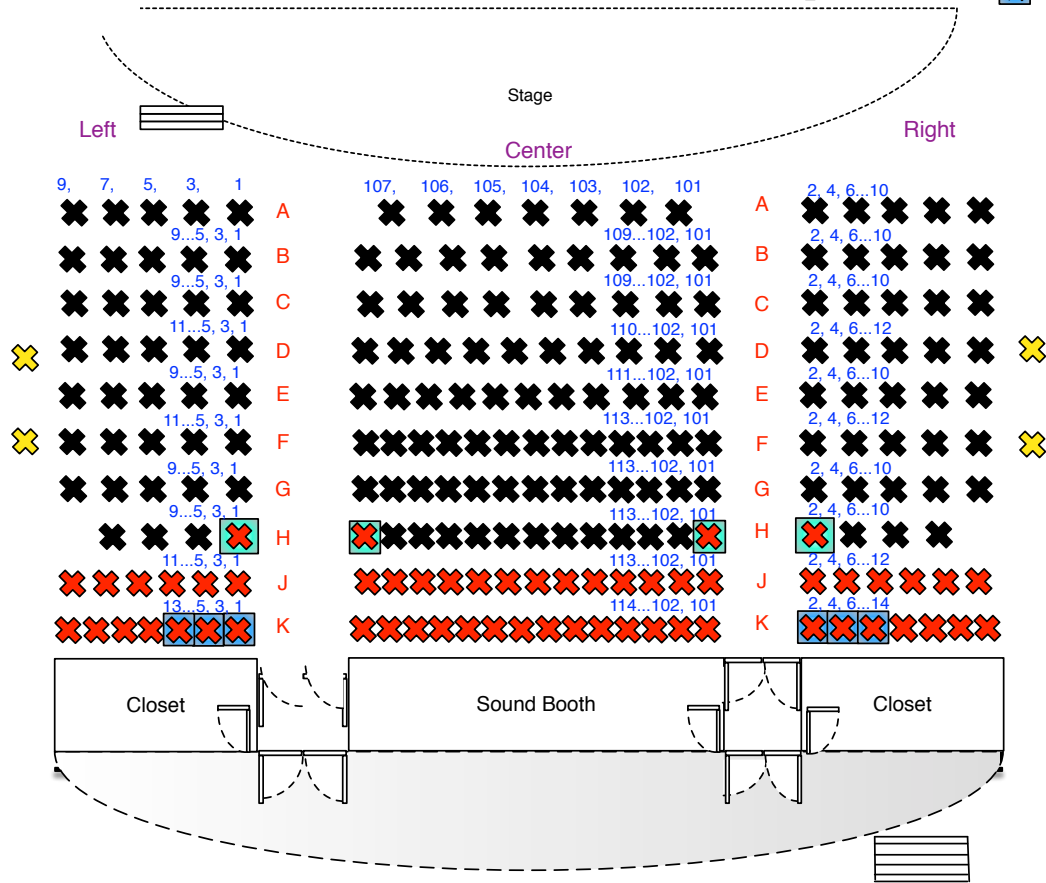 Stage
Left
Right
Center
9, 7, 5, 3, 1
107, 106, 105, 104, 103, 102, 101
2, 4, 6...10
A
A
9...5, 3, 1
109...102, 101
2, 4, 6...10
B
B
9...5, 3, 1
109...102, 101
2, 4, 6...10
C
C
11...5, 3, 1
110...102, 101
2, 4, 6...12
D
D
9...5, 3, 1
111...102, 101
2, 4, 6...10
E
E
11...5, 3, 1
113...102, 101
2, 4, 6...12
F
F
9...5, 3, 1
113...102, 101
2, 4, 6...10
G
G
9...5, 3, 1
113...102, 101
2, 4, 6...10
H
H
11...5, 3, 1
113...102, 101
2, 4, 6...12
J
J
13...5, 3, 1
114...102, 101
2, 4, 6...14
K
K
Closet
Sound Booth
Closet